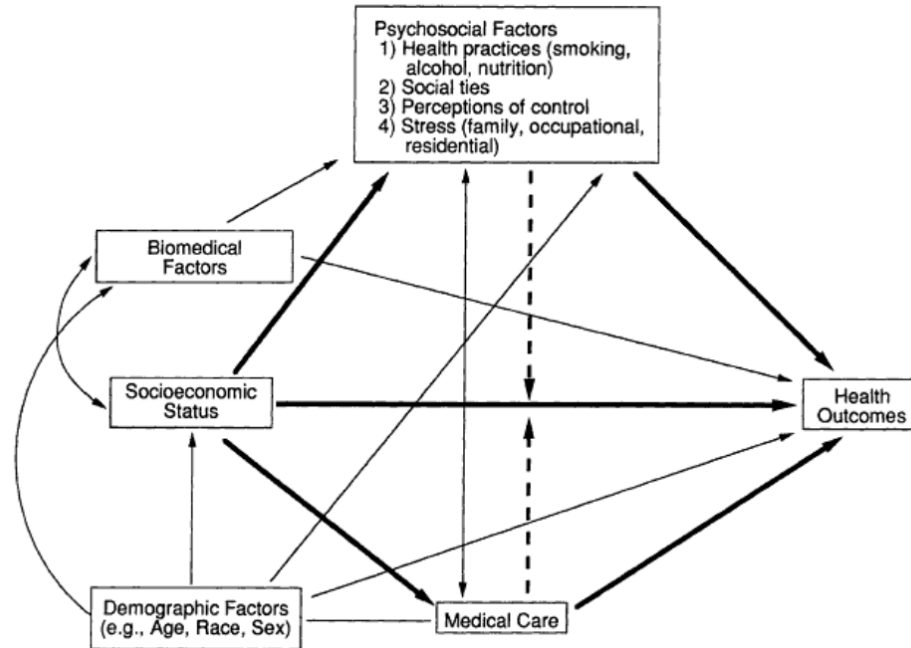 Psychosocial Factors
1) Health practices (smoking,
alcohol, nutrition)
2) Social ties
3) Perceptions of control
4) Stress (family, occupational,
residential)
Biomedical
Factors
Socioeconomic
Status
Health
Outcomes
Demographic Factors
(e.g., Age, Race, Sex)
Medical Care